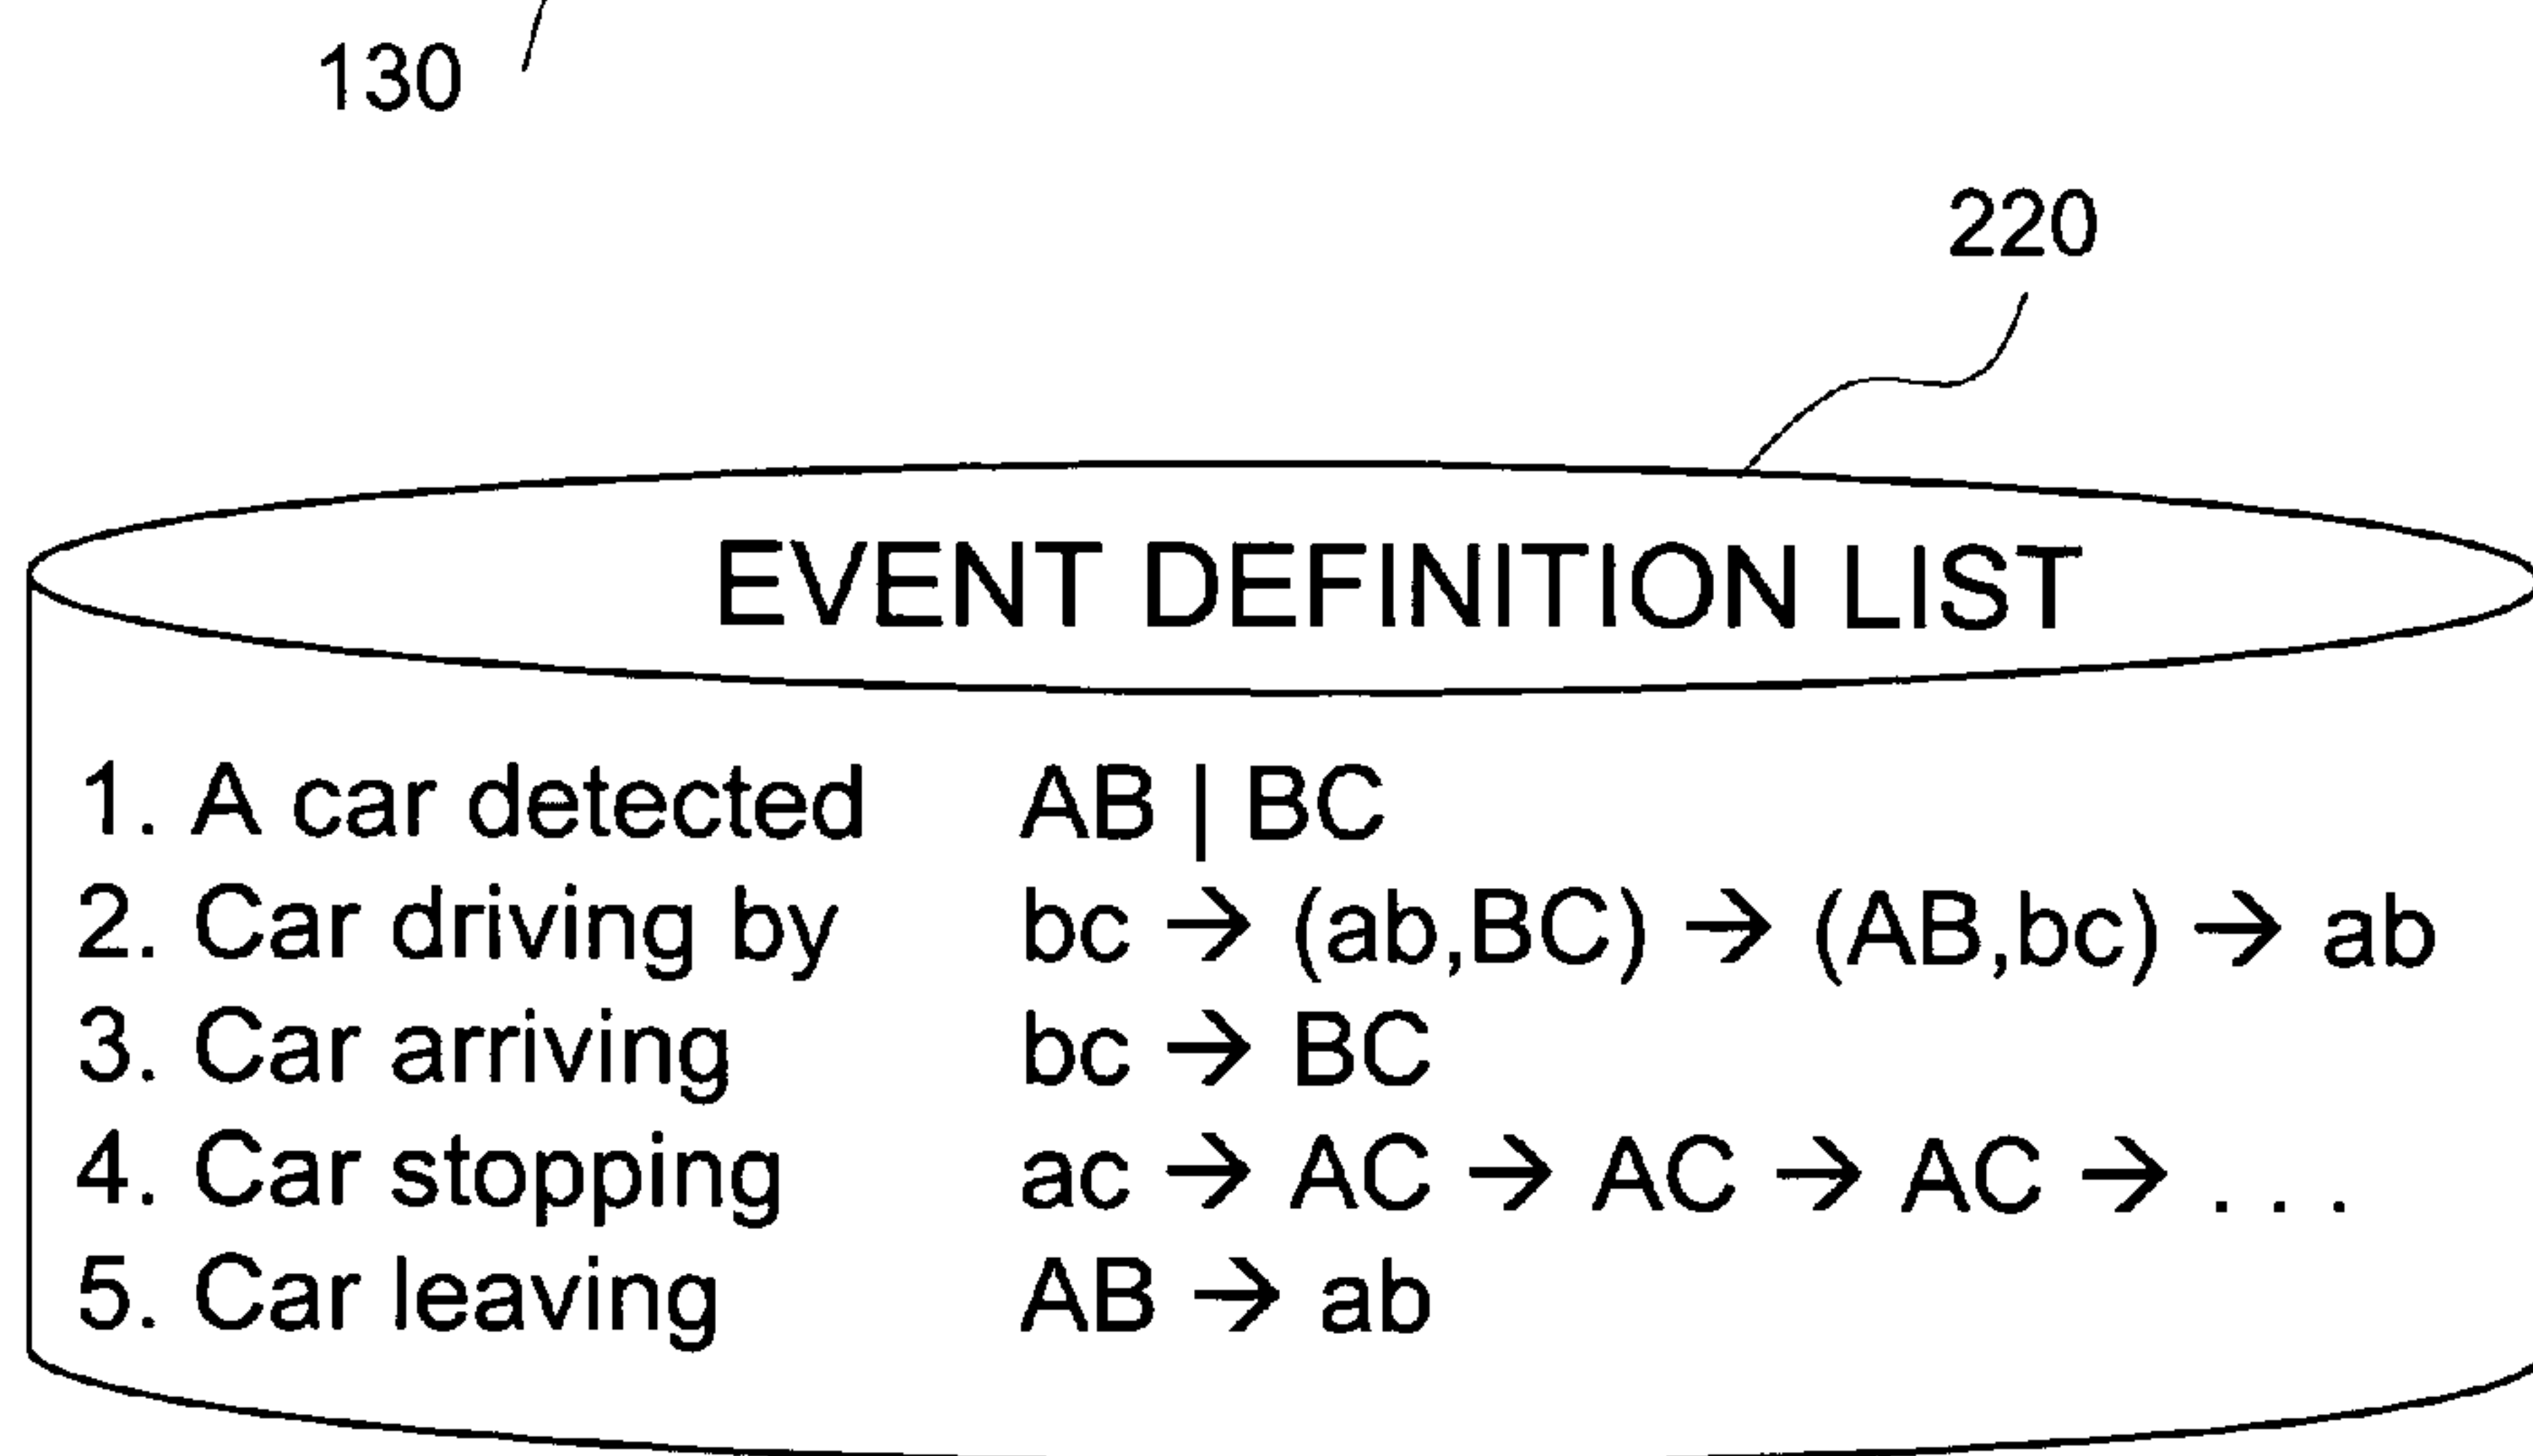 130
220
EVENT DEFINITION LIST
1. A car detected AB | BC
2. Car driving by bc → (ab,BC) → (AB,bc) → ab
3. Car arriving bc → BC
4. Car stopping ac → AC → AC → AC → . . .
5. Car leaving AB → ab